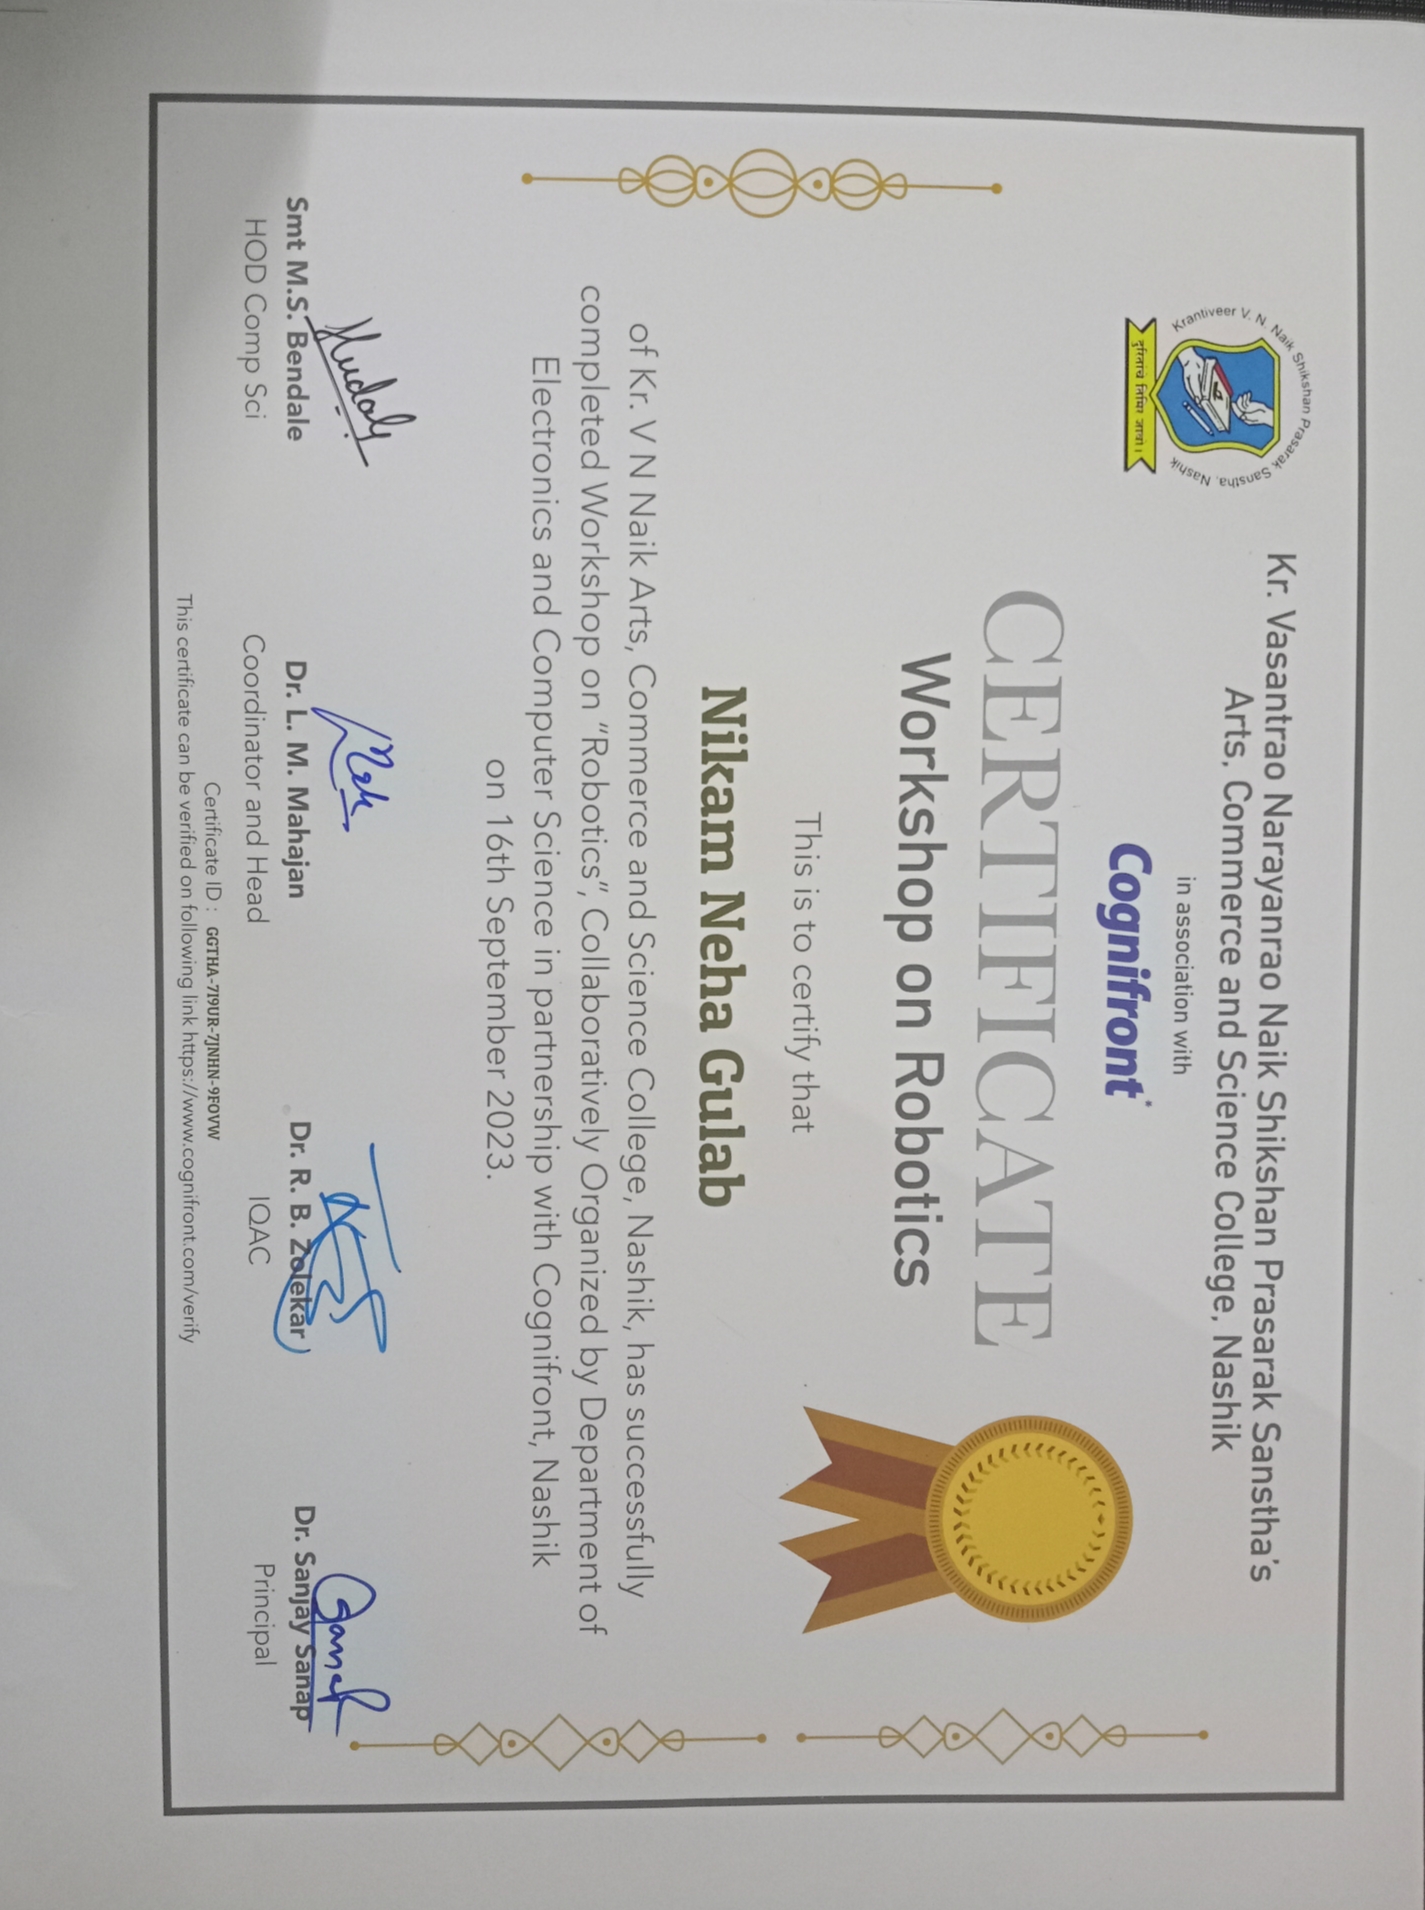 Krantiveer V. N. Naik Shikshan Prasarak Sanstha, Nashik
दुरितांचे तिमिर जावो।
Kr. Vasantrao Narayanrao Naik Shikshan Prasarak Sanstha's
Arts, Commerce and Science College, Nashik
in association with
Cognifront
CERTIFICATE
Workshop on Robotics
This is to certify that
Nikam Neha Gulab
of Kr. V N Naik Arts, Commerce and Science College, Nashik, has successfully
completed Workshop on “Robotics”, Collaboratively Organized by Department of
Electronics and Computer Science in partnership with Cognifront, Nashik
on 16th September 2023.
Smt M.S. Bendale Dr. L. M. Mahajan Dr. R. B. Zolekar Dr. Sanjay Sanap
HOD Comp Sci Coordinator and Head IQAC Principal
Certificate ID : GGTHA-7I9UR-7JNHN-9FOVW
This certificate can be verified on following link https://www.cognifront.com/verify